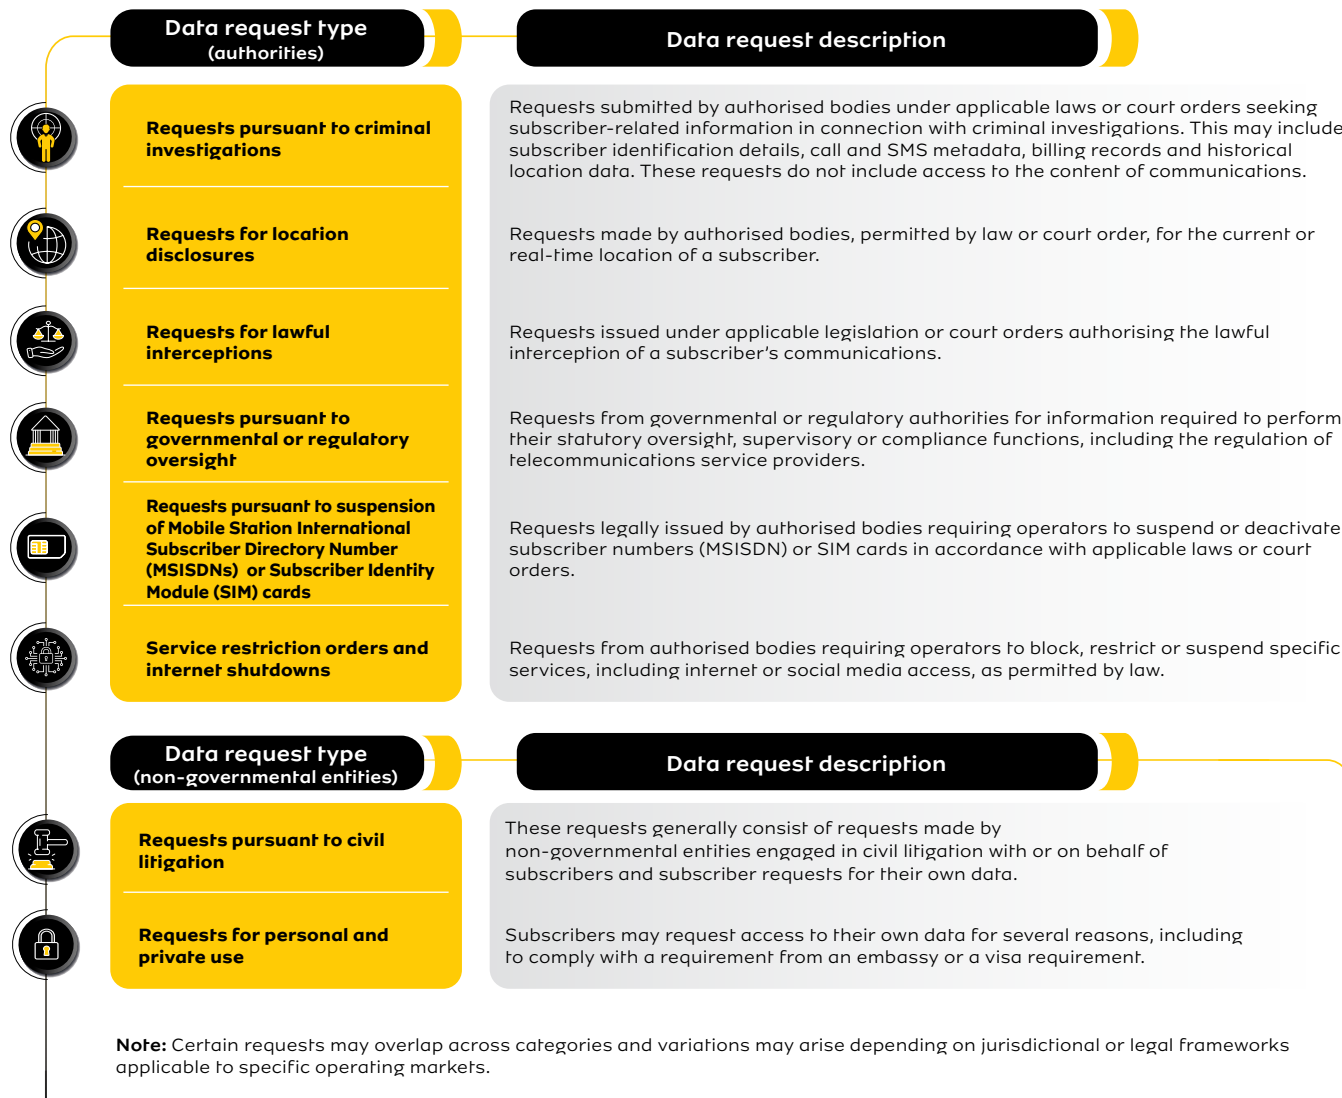 Data request type
(authorities)
Data request description
Requests pursuant to criminal
investigations
Requests submitted by authorised bodies under applicable laws or court orders seeking
subscriber-related information in connection with criminal investigations. This may include
subscriber identification details, call and SMS metadata, billing records and historical
location data. These requests do not include access to the content of communications.
Requests for location
disclosures
Requests made by authorised bodies, permitted by law or court order, for the current or
real-time location of a subscriber.
Requests for lawful
interceptions
Requests issued under applicable legislation or court orders authorising the lawful
interception of a subscriber's communications.
Requests pursuant to
governmental or regulatory
oversight
Requests from governmental or regulatory authorities for information required to perform
their statutory oversight, supervisory or compliance functions, including the regulation of
telecommunications service providers.
Requests pursuant to suspension
of Mobile Station International
Subscriber Directory Number
(MSISDNs) or Subscriber Identity
Module (SIM) cards
Requests legally issued by authorised bodies requiring operators to suspend or deactivate
subscriber numbers (MSISDN) or SIM cards in accordance with applicable laws or court
orders.
Service restriction orders and
internet shutdowns
Requests from authorised bodies requiring operators to block, restrict or suspend specific
services, including internet or social media access, as permitted by law.
Data request type
(non-governmental entities)
Data request description
Requests pursuant to civil
litigation
These requests generally consist of requests made by
non-governmental entities engaged in civil litigation with or on behalf of
subscribers and subscriber requests for their own data.
Requests for personal and
private use
Subscribers may request access to their own data for several reasons, including
to comply with a requirement from an embassy or a visa requirement.
Note: Certain requests may overlap across categories and variations may arise depending on jurisdictional or legal frameworks
applicable to specific operating markets.